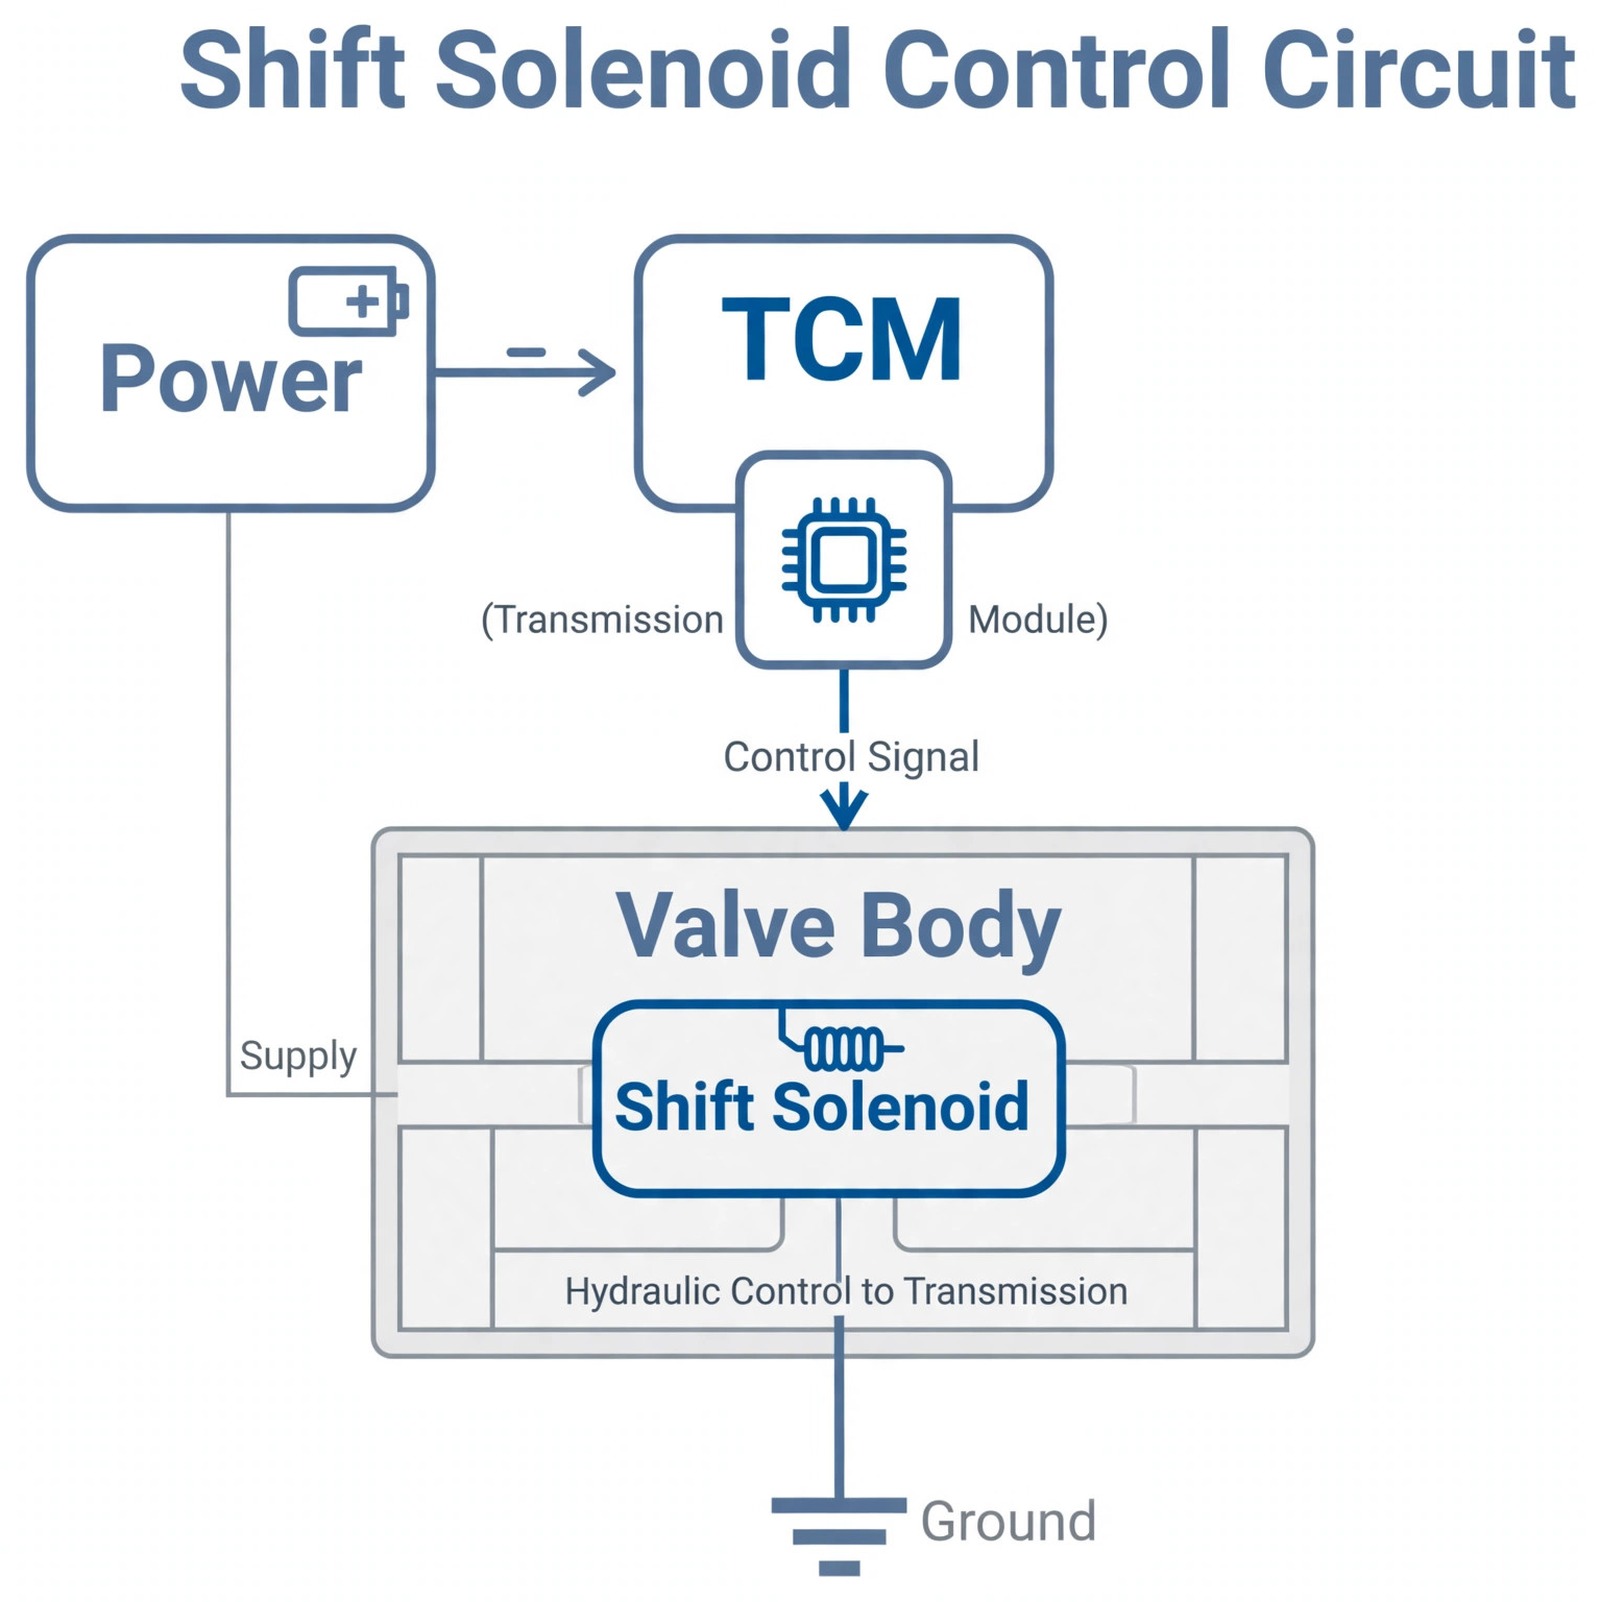 Shift Solenoid Control Circuit
+
Power
–
TCM
(Transmission Module)
Control Signal
Valve Body
Supply
Shift Solenoid
Hydraulic Control to Transmission
Ground